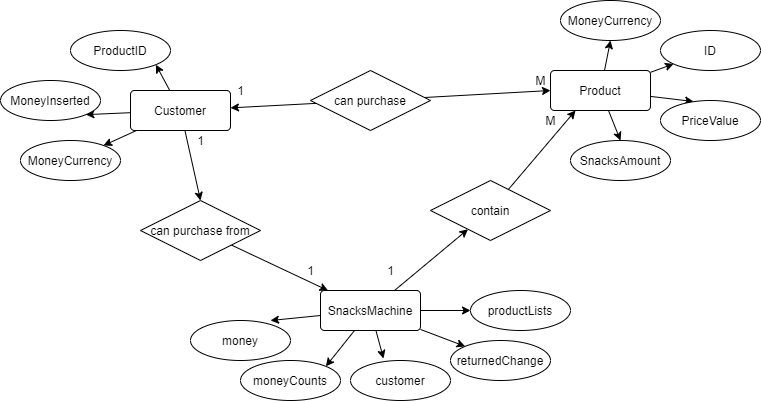 MoneyCurrency
ProductID
ID
MoneyInserted
Customer
1
can purchase
M
Product
PriceValue
M
MoneyCurrency
1
SnacksAmount
contain
can purchase from
1
1
SnacksMachine
productLists
money
returnedChange
moneyCounts
customer